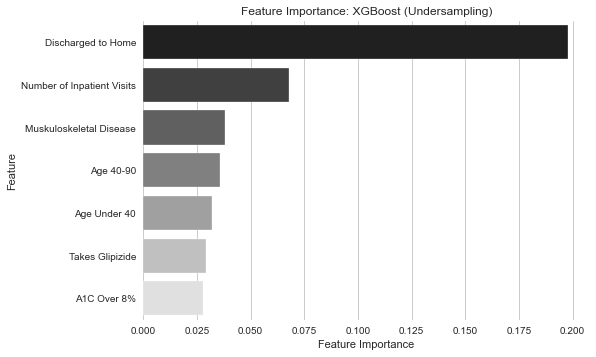 Feature Importance: XGBoost (Undersampling)
Discharged to Home
Number of Inpatient Visits
Muskuloskeletal Disease
Age 40-90
Age Under 40
Takes Glipizide
A1C Over 8%
Feature
0.000 0.025 0.050 0.075 0.100 0.125 0.150 0.175 0.200
Feature Importance